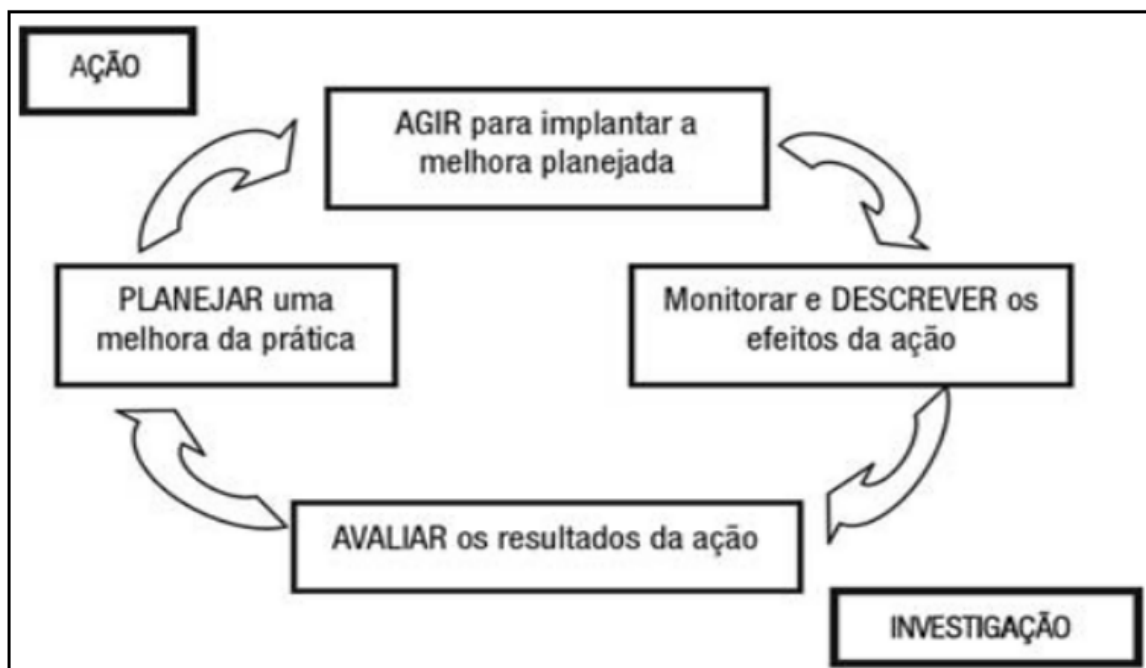 AÇÃO
AGIR para implantar a
melhora planejada
PLANEJAR uma
melhora da prática
Monitorar e DESCREVER os
efeitos da ação
AVALIAR os resultados da ação
INVESTIGAÇÃO